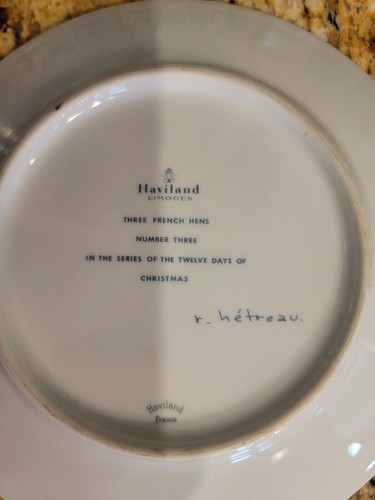 Haviland
LIMOGES
THREE FRENCH HENS
NUMBER THREE
IN THE SERIES OF THE TWELVE DAYS OF
CHRISTMAS
r. hétreau.
Haviland
France